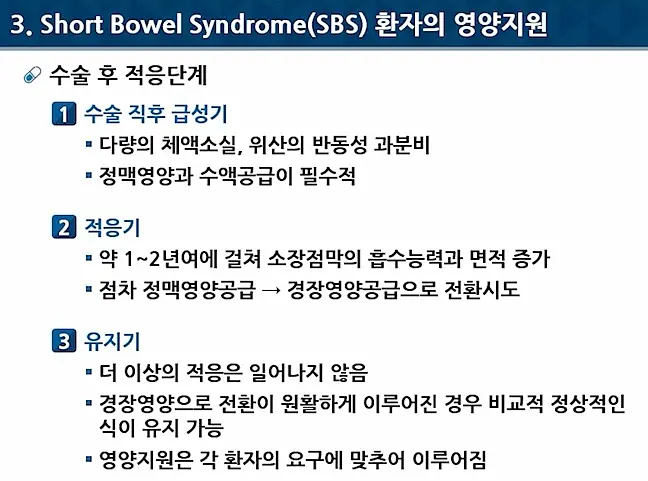 3. Short Bowel Syndrome(SBS) 환자의 영양지원
수술 후 적응단계
1 수술 직후 급성기
▪ 다량의 체액소실, 위산의 반동성 과분비
▪ 정맥영양과 수액공급이 필수적
2 적응기
▪ 약 1~2년여에 걸쳐 소장점막의 흡수능력과 면적 증가
▪ 점차 정맥영양공급 → 경장영양공급으로 전환시도
3 유지기
▪ 더 이상의 적응은 일어나지 않음
▪ 경장영양으로 전환이 원활하게 이루어진 경우 비교적 정상적인
식이 유지 가능
▪ 영양지원은 각 환자의 요구에 맞추어 이루어짐